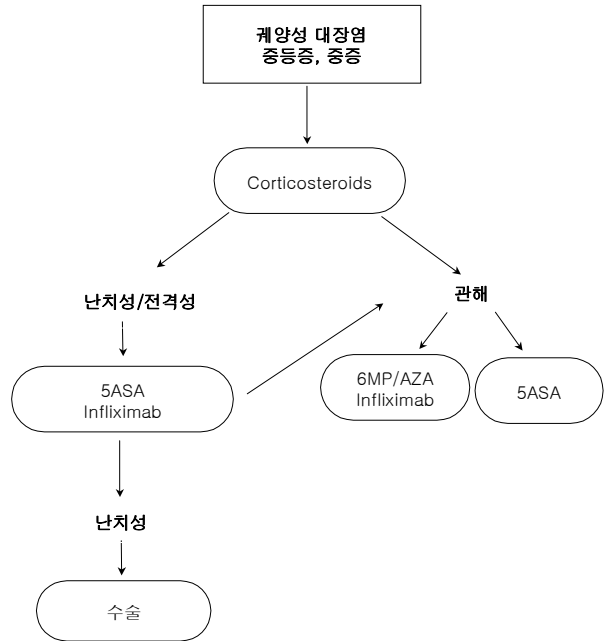 궤양성 대장염
중등증, 중증
Corticosteroids
난치성/전격성
관해
5ASA
Infliximab
6MP/AZA
Infliximab
5ASA
난치성
수술